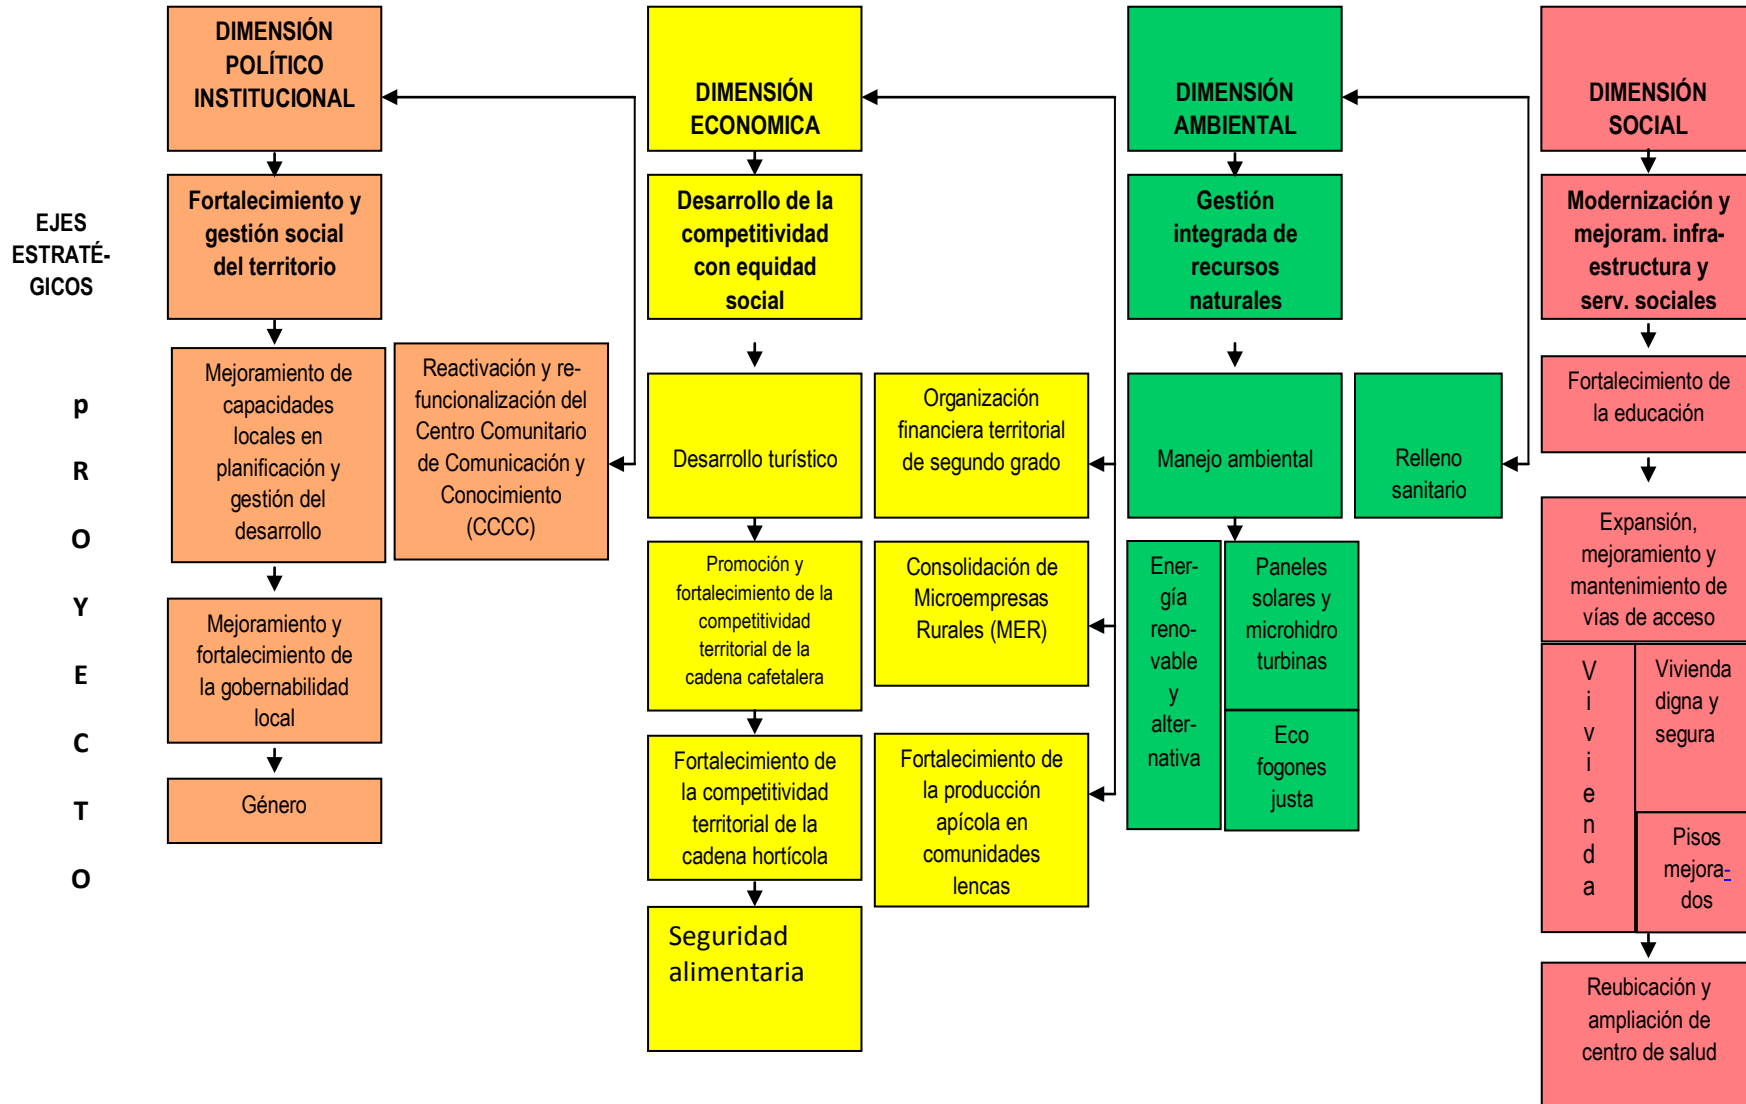 DIMENSIÓN
POLÍTICO
INSTITUCIONAL
DIMENSIÓN
ECONOMICA
DIMENSIÓN
AMBIENTAL
DIMENSIÓN
SOCIAL
EJES
ESTRATÉ-
GICOS
Fortalecimiento y
gestión social
del territorio
Desarrollo de la
competitividad
con equidad
social
Gestión
integrada de
recursos
naturales
Modernización y
mejoram. infra-
estructura y
serv. sociales
p
R
O
Y
E
C
T
O
Mejoramiento de
capacidades
locales en
planificación y
gestión del
desarrollo
Reactivación y re-
funcionalización del
Centro Comunitario
de Comunicación y
Conocimiento
(CCCC)
Mejoramiento y
fortalecimiento de
la gobernabilidad
local
Género
Desarrollo turístico
Organización
financiera territorial
de segundo grado
Promoción y
fortalecimiento de la
competitividad
territorial de la
cadena cafetalera
Consolidación de
Microempresas
Rurales (MER)
Fortalecimiento de
la competitividad
territorial de la
cadena hortícola
Fortalecimiento de
la producción
apícola en
comunidades
lencas
Seguridad
alimentaria
Manejo ambiental
Relleno
sanitario
Ener-
gía
reno-
vable
y
alter-
nativa
Paneles
solares y
microhidro
turbinas
Eco
fogones
justa
Fortalecimiento de
la educación
Expansión,
mejoramiento y
mantenimiento de
vías de acceso
V
i
v
i
e
n
d
a
Vivienda
digna y
segura
Pisos
mejora-
dos
Reubicación y
ampliación de
centro de salud